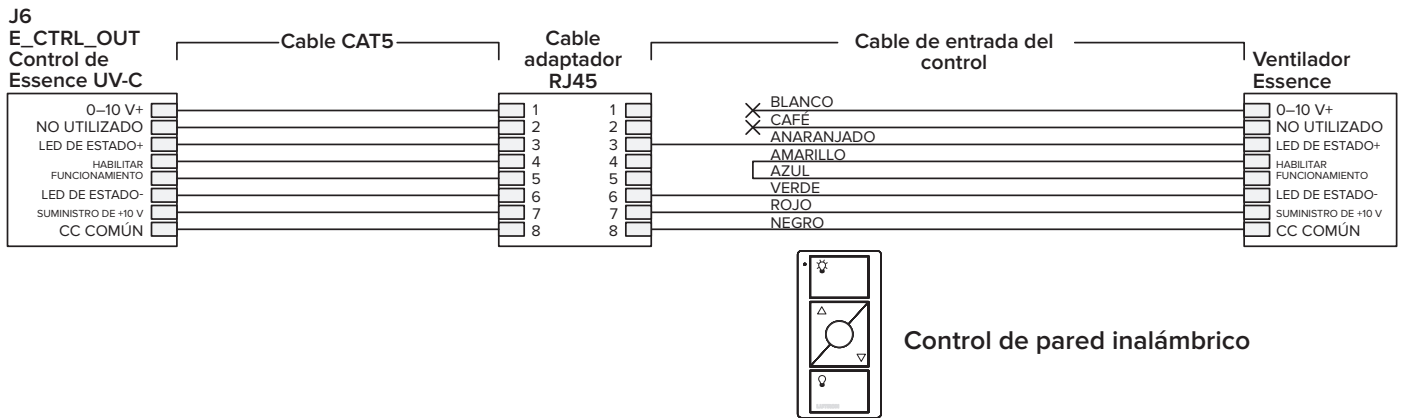 J6
E_CTRL_OUT
Control de
Essence UV-C
Cable CAT5
Cable
adaptador
RJ45
Cable de entrada del
control
Ventilador
Essence
0–10 V+
NO UTILIZADO
LED DE ESTADO+
HABILITAR
FUNCIONAMIENTO
LED DE ESTADO-
SUMINISTRO DE +10 V
CC COMÚN
1
2
3
4
5
6
7
8
1
2
3
4
5
6
7
8
BLANCO
CAFÉ
ANARANJADO
AMARILLO
AZUL
VERDE
ROJO
NEGRO
0–10 V+
NO UTILIZADO
LED DE ESTADO+
HABILITAR
FUNCIONAMIENTO
LED DE ESTADO-
SUMINISTRO DE +10 V
CC COMÚN
Control de pared inalámbrico